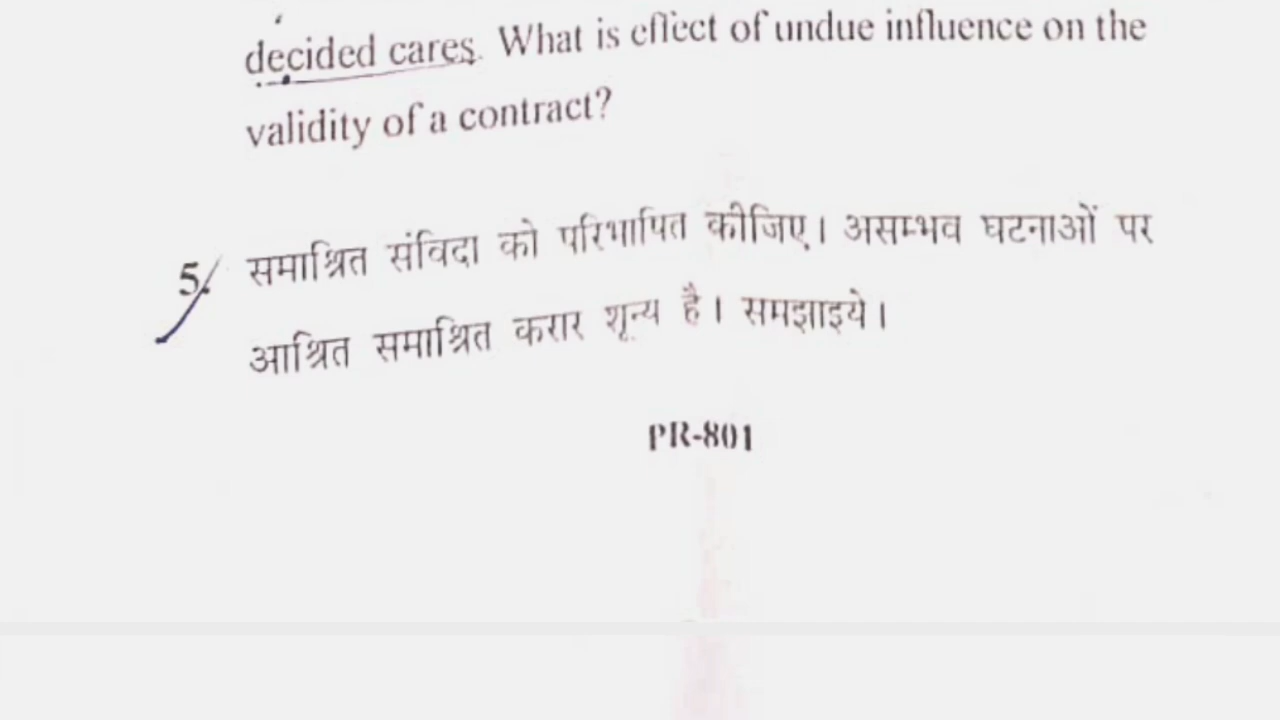 decided cares. What is effect of undue influence on the
validity of a contract?
5. समाश्रित संविदा को परिभाषित कीजिए। असम्भव घटनाओं पर
आश्रित समाश्रित करार शून्य है। समझाइये।
PR-801